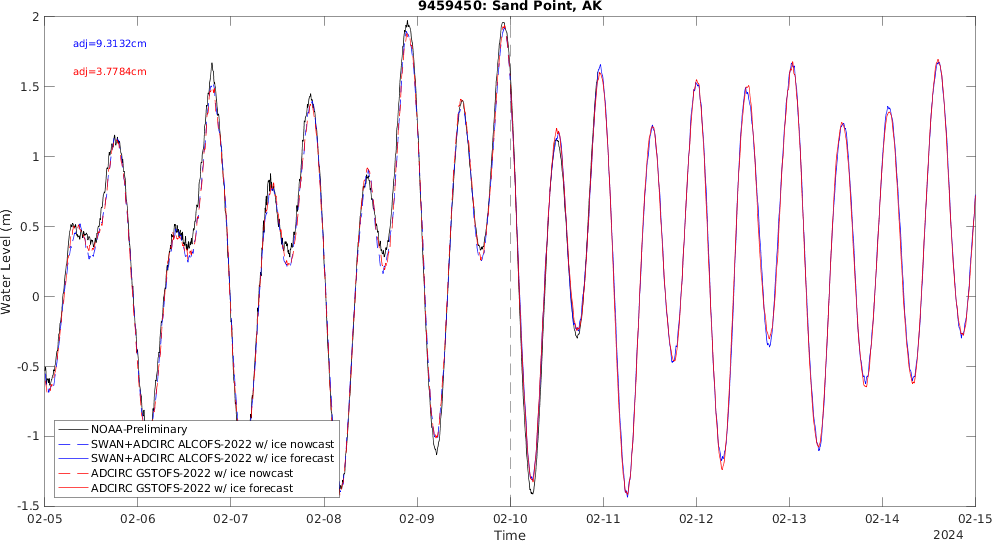 9459450: Sand Point, AK
adj=9.3132cm
adj=3.7784cm
Water Level (m)
2
1.5
1
0.5
0
-0.5
-1
-1.5
NOAA-Preliminary
SWAN+ADCIRC ALCOFS-2022 w/ ice nowcast
SWAN+ADCIRC ALCOFS-2022 w/ ice forecast
ADCIRC GSTOFS-2022 w/ ice nowcast
ADCIRC GSTOFS-2022 w/ ice forecast
02-05 02-06 02-07 02-08 02-09 02-10 02-11 02-12 02-13 02-14 02-15
Time
2024